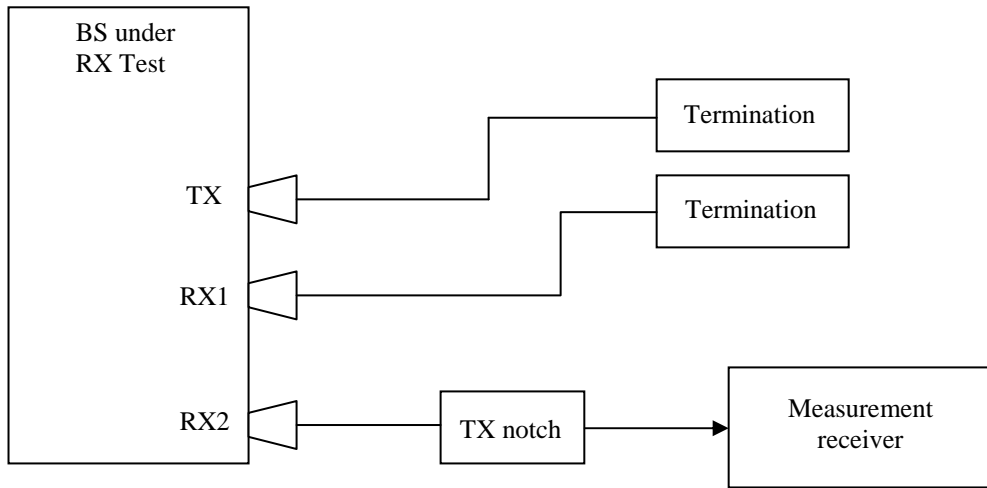 BS under
RX Test
Termination
TX
Termination
RX1
RX2
TX notch
Measurement
receiver